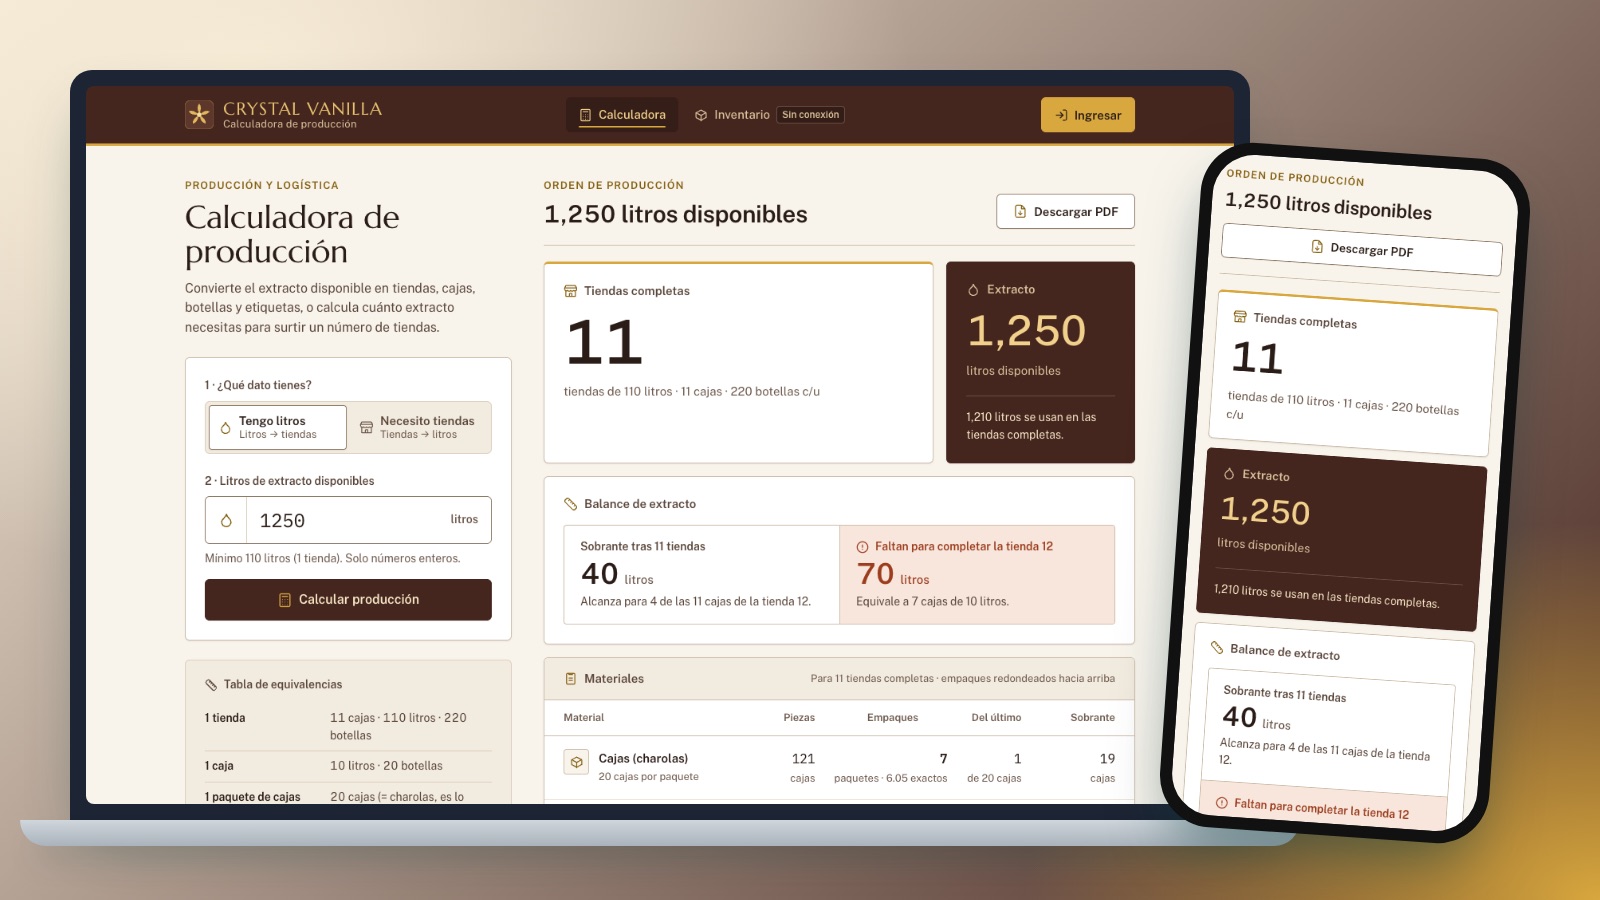 CRYSTAL VANILLA
Calculadora de producción
Calculadora
Inventario
Sin conexión
Ingresar
PRODUCCIÓN Y LOGÍSTICA
Calculadora de
producción
Convierte el extracto disponible en tiendas, cajas,
botellas y etiquetas, o calcula cuánto extracto
necesitas para surtir un número de tiendas.
1 · ¿Qué dato tienes?
Tengo litros
Litros → tiendas
Necesito tiendas
Tiendas → litros
2 · Litros de extracto disponibles
1250
litros
Mínimo 110 litros (1 tienda). Solo números enteros.
Calcular producción
Tabla de equivalencias
1 tienda
11 cajas · 110 litros · 220
botellas
1 caja
10 litros · 20 botellas
1 paquete de cajas
20 cajas (= charolas, es lo
ORDEN DE PRODUCCIÓN
1,250 litros disponibles
Descargar PDF
Tiendas completas
11
tiendas de 110 litros · 11 cajas · 220 botellas c/u
Extracto
1,250
litros disponibles
1,210 litros se usan en las
tiendas completas.
Balance de extracto
Sobrante tras 11 tiendas
40 litros
Alcanza para 4 de las 11 cajas de la tienda 12.
Faltan para completar la tienda 12
70 litros
Equivale a 7 cajas de 10 litros.
Materiales
Para 11 tiendas completas · empaques redondeados hacia arriba
Material Piezas Empaques Del último Sobrante
Cajas (charolas) 121 7 1 19
20 cajas por paquete cajas paquetes · 6.05 exactos de 20 cajas cajas
ORDEN DE PRODUCCIÓN
1,250 litros disponibles
Descargar PDF
Tiendas completas
11
tiendas de 110 litros · 11 cajas · 220 botellas
c/u
Extracto
1,250
litros disponibles
1,210 litros se usan en las tiendas completas.
Balance de extracto
Sobrante tras 11 tiendas
40 litros
Alcanza para 4 de las 11 cajas de la tienda
12.
Faltan para completar la tienda 12